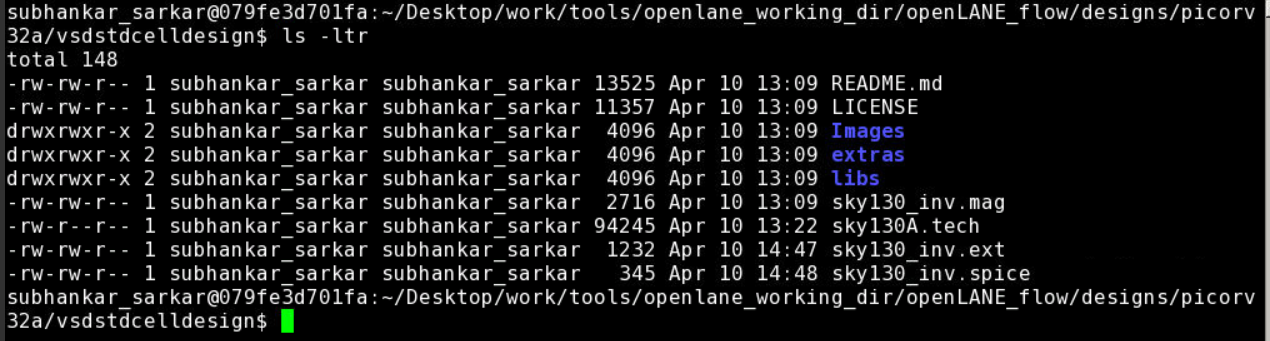 subhankar_sarkar@079fe3d701fa:~/Desktop/work/tools/openlane_working_dir/openLANE_flow/designs/picorv
32a/vsdstdcelldesign$ ls -ltr
total 148
-rw-rw-r-- 1 subhankar_sarkar subhankar_sarkar 13525 Apr 10 13:09 README.md
-rw-rw-r-- 1 subhankar_sarkar subhankar_sarkar 11357 Apr 10 13:09 LICENSE
drwxrwxr-x 2 subhankar_sarkar subhankar_sarkar  4096 Apr 10 13:09 Images
drwxrwxr-x 2 subhankar_sarkar subhankar_sarkar  4096 Apr 10 13:09 extras
drwxrwxr-x 2 subhankar_sarkar subhankar_sarkar  4096 Apr 10 13:09 libs
-rw-rw-r-- 1 subhankar_sarkar subhankar_sarkar  2716 Apr 10 13:09 sky130_inv.mag
-rw-r--r-- 1 subhankar_sarkar subhankar_sarkar 94245 Apr 10 13:22 sky130A.tech
-rw-rw-r-- 1 subhankar_sarkar subhankar_sarkar  1232 Apr 10 14:47 sky130_inv.ext
-rw-rw-r-- 1 subhankar_sarkar subhankar_sarkar   345 Apr 10 14:48 sky130_inv.spice
subhankar_sarkar@079fe3d701fa:~/Desktop/work/tools/openlane_working_dir/openLANE_flow/designs/picorv
32a/vsdstdcelldesign$